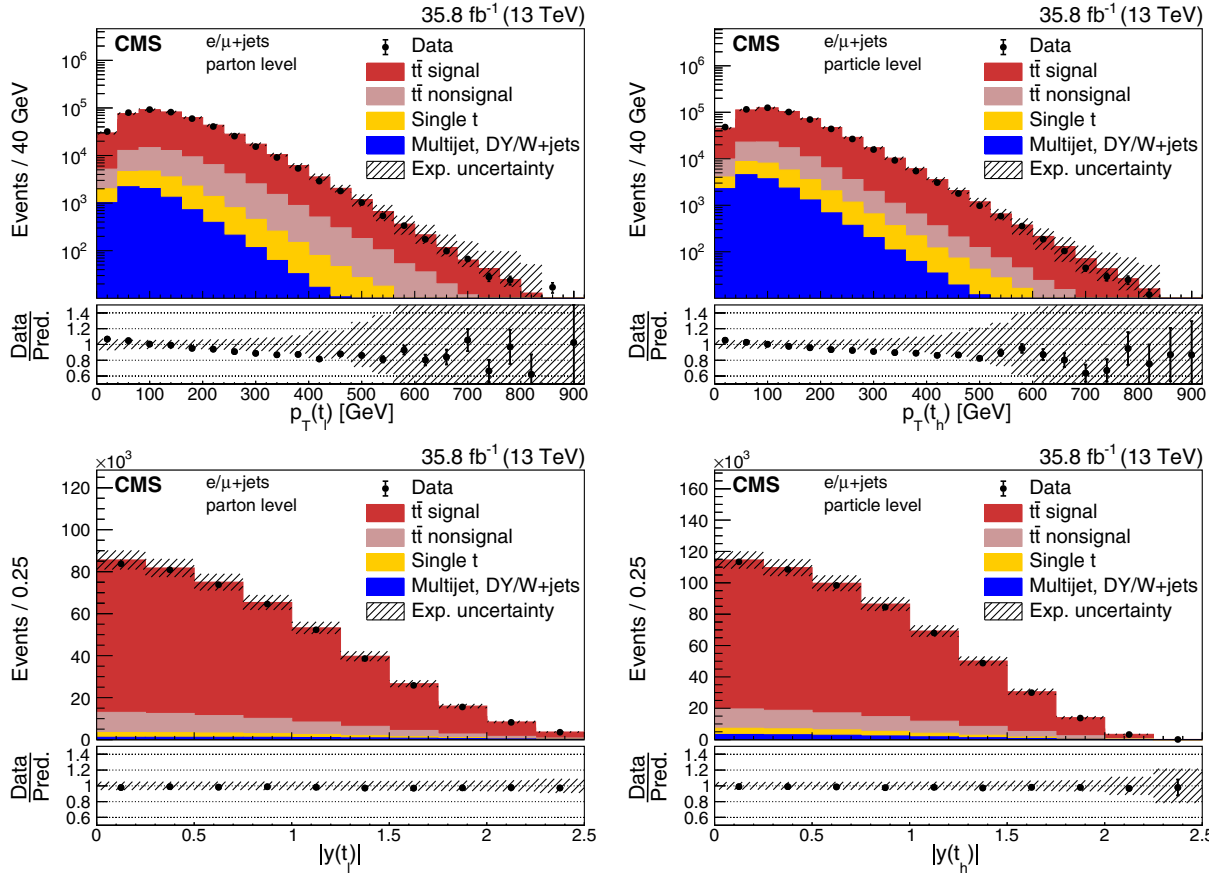 35.8 fb⁻¹ (13 TeV)
CMS
e/μ+jets
parton level
Data
tt̄ signal
tt̄ nonsignal
Single t
Multijet, DY/W+jets
Exp. uncertainty
Events / 40 GeV
10⁶
10⁵
10⁴
10³
10²
Data
Pred.
1.4
1.2
1
0.8
0.6
0 100 200 300 400 500 600 700 800 900
p_T(t_l) [GeV]
35.8 fb⁻¹ (13 TeV)
CMS
e/μ+jets
particle level
Data
tt̄ signal
tt̄ nonsignal
Single t
Multijet, DY/W+jets
Exp. uncertainty
Events / 40 GeV
10⁶
10⁵
10⁴
10³
10²
Data
Pred.
1.4
1.2
1
0.8
0.6
0 100 200 300 400 500 600 700 800 900
p_T(t_h) [GeV]
×10³
35.8 fb⁻¹ (13 TeV)
CMS
e/μ+jets
parton level
Data
tt̄ signal
tt̄ nonsignal
Single t
Multijet, DY/W+jets
Exp. uncertainty
Events / 0.25
120
100
80
60
40
20
0
Data
Pred.
1.4
1.2
1
0.8
0.6
0 0.5 1 1.5 2 2.5
|y(t_l)|
×10³
35.8 fb⁻¹ (13 TeV)
CMS
e/μ+jets
particle level
Data
tt̄ signal
tt̄ nonsignal
Single t
Multijet, DY/W+jets
Exp. uncertainty
Events / 0.25
160
140
120
100
80
60
40
20
0
Data
Pred.
1.4
1.2
1
0.8
0.6
0 0.5 1 1.5 2 2.5
|y(t_h)|